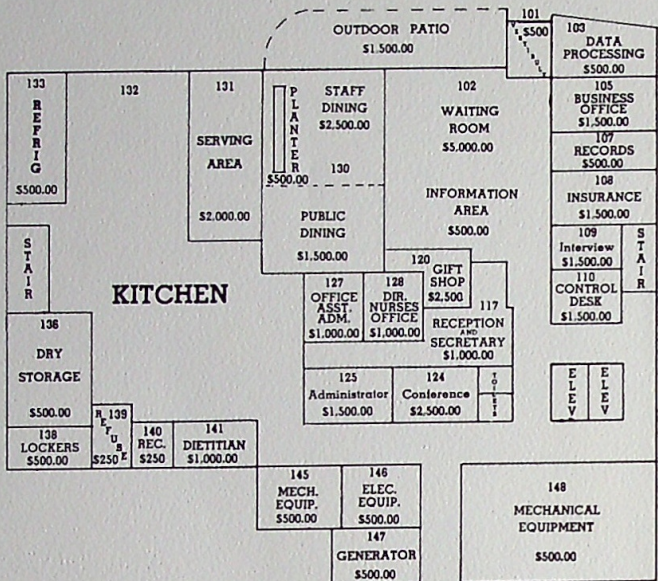 OUTDOOR PATIO
$1,500.00
101
$500
VESTIBULE
103
DATA
PROCESSING
$500.00
133
REFRIG
$500.00
132
131
SERVING
AREA
$2,000.00
PLANTER
$500.00
STAFF
DINING
$2,500.00
130
PUBLIC
DINING
$1,500.00
102
WAITING
ROOM
$5,000.00
INFORMATION
AREA
$500.00
105
BUSINESS
OFFICE
$1,500.00
107
RECORDS
$500.00
108
INSURANCE
$1,500.00
109
Interview
$1,500.00
STAIR
110
CONTROL
DESK
$1,500.00
STAIR
KITCHEN
120
GIFT
SHOP
$2,500
127
OFFICE
ASST.
ADM.
$1,000.00
128
DIR.
NURSES
OFFICE
$1,000.00
117
RECEPTION
AND
SECRETARY
$1,000.00
136
DRY
STORAGE
$500.00
125
Administrator
$1,500.00
124
Conference
$2,500.00
TOILETS
ELEV
ELEV
138
LOCKERS
$500.00
139
REFUSE
$250
140
REC.
$250
141
DIETITIAN
$1,000.00
145
MECH.
EQUIP.
$500.00
146
ELEC.
EQUIP.
$500.00
147
GENERATOR
$500.00
148
MECHANICAL
EQUIPMENT
$500.00